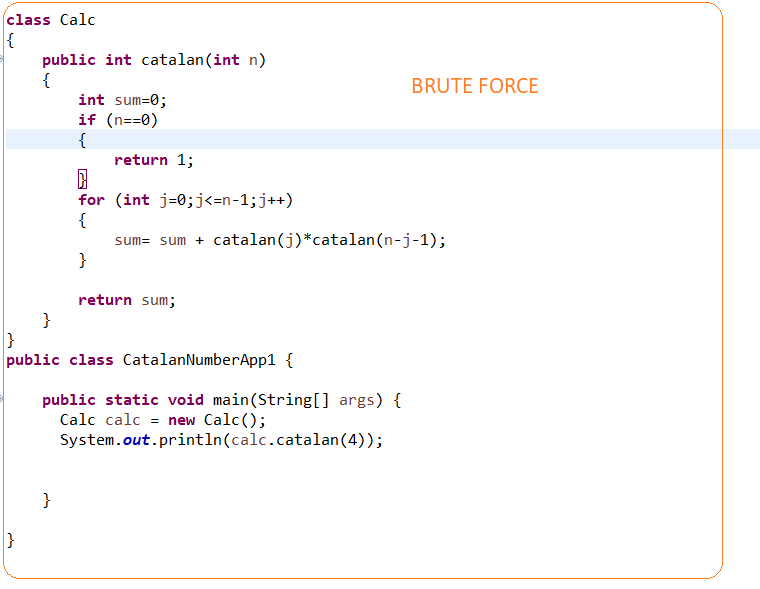 class Calc
{
    public int catalan(int n)
    {
BRUTE FORCE
        int sum=0;
        if (n==0)
        {
            return 1;
        }
        for (int j=0;j<=n-1;j++)
        {
            sum= sum + catalan(j)*catalan(n-j-1);
        }
        return sum;
    }
}
public class CatalanNumberApp1 {
    public static void main(String[] args) {
      Calc calc = new Calc();
      System.out.println(calc.catalan(4));
    }
}